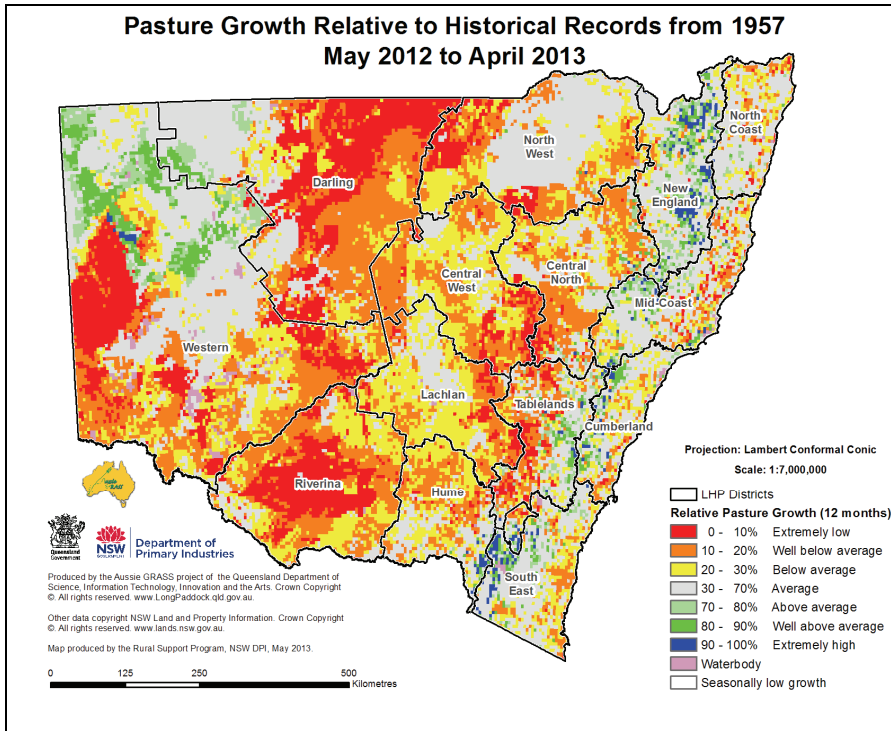 Pasture Growth Relative to Historical Records from 1957
May 2012 to April 2013
North
Coast
North
West
Darling
New
England
Central
West
Central
North
Mid-Coast
Western
Lachlan
Tablelands
Cumberland
Riverina
Hume
South
East
Projection: Lambert Conformal Conic
Scale: 1:7,000,000
LHP Districts
Relative Pasture Growth (12 months)
0 - 10% Extremely low
10 - 20% Well below average
20 - 30% Below average
30 - 70% Average
70 - 80% Above average
80 - 90% Well above average
90 - 100% Extremely high
Waterbody
Seasonally low growth
Queensland
Government
NSW
GOVERNMENT
Department of
Primary Industries
Produced by the Aussie GRASS project of the Queensland Department of
Science, Information Technology, Innovation and the Arts. Crown Copyright
©. All rights reserved. www.LongPaddock.qld.gov.au.
Other data copyright NSW Land and Property Information. Crown Copyright
©. All rights reserved. www.lands.nsw.gov.au.
Map produced by the Rural Support Program, NSW DPI, May 2013.
0 125 250 500
Kilometres